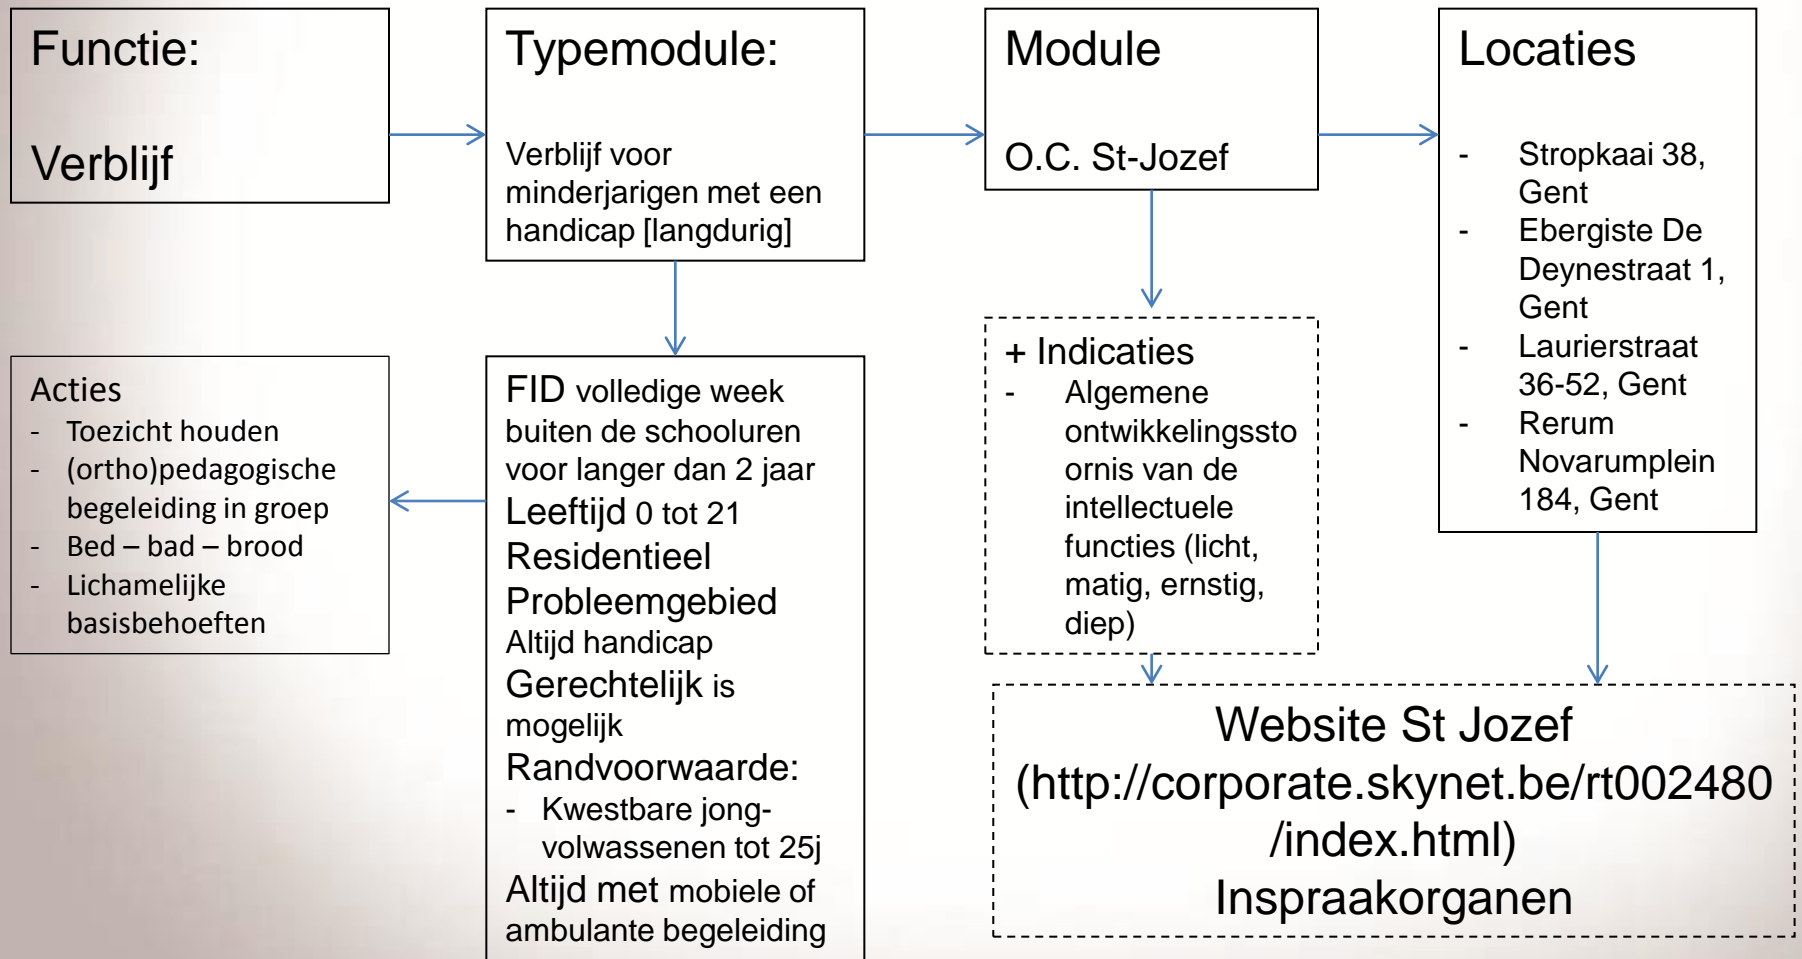 Functie:
Verblijf
Typemodule:
Verblijf voor
minderjarigen met een
handicap [langdurig]
Module
O.C. St-Jozef
Locaties
- Stropkaai 38,
Gent
- Ebergiste De
Deynestraat 1,
Gent
- Laurierstraat
36-52, Gent
- Rerum
Novarumplein
184, Gent
Acties
- Toezicht houden
- (ortho)pedagogische
begeleiding in groep
- Bed – bad – brood
- Lichamelijke
basisbehoeften
FID volledige week
buiten de schooluren
voor langer dan 2 jaar
Leeftijd 0 tot 21
Residentieel
Probleemgebied
Altijd handicap
Gerechtelijk is
mogelijk
Randvoorwaarde:
- Kwestbare jong-
volwassenen tot 25j
Altijd met mobiele of
ambulante begeleiding
+ Indicaties
- Algemene
ontwikkelingssto
ornis van de
intellectuele
functies (licht,
matig, ernstig,
diep)
Website St Jozef
(http://corporate.skynet.be/rt002480
/index.html)
Inspraakorganen